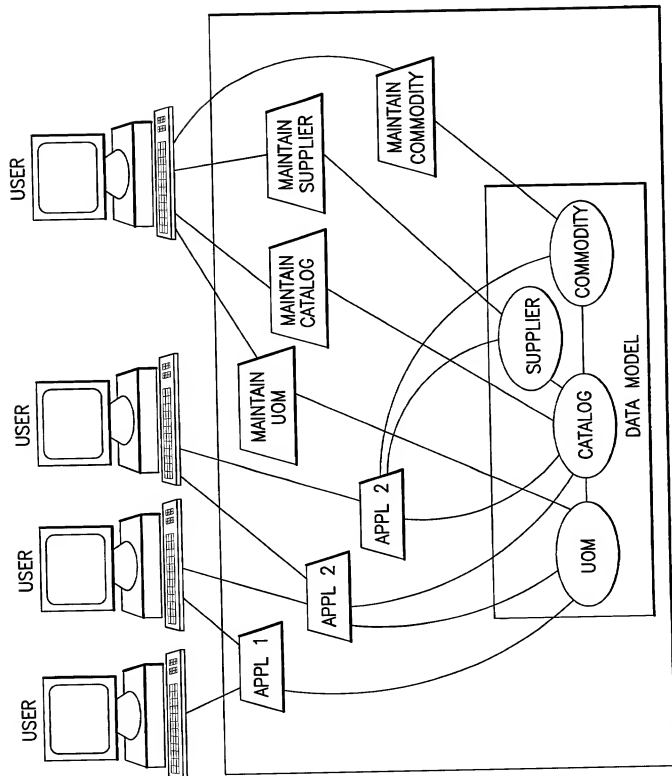 USER
USER
USER
USER
APPL 1
APPL 2
APPL 2
MAINTAIN
UOM
MAINTAIN
CATALOG
MAINTAIN
SUPPLIER
MAINTAIN
COMMODITY
UOM
CATALOG
SUPPLIER
COMMODITY
DATA MODEL